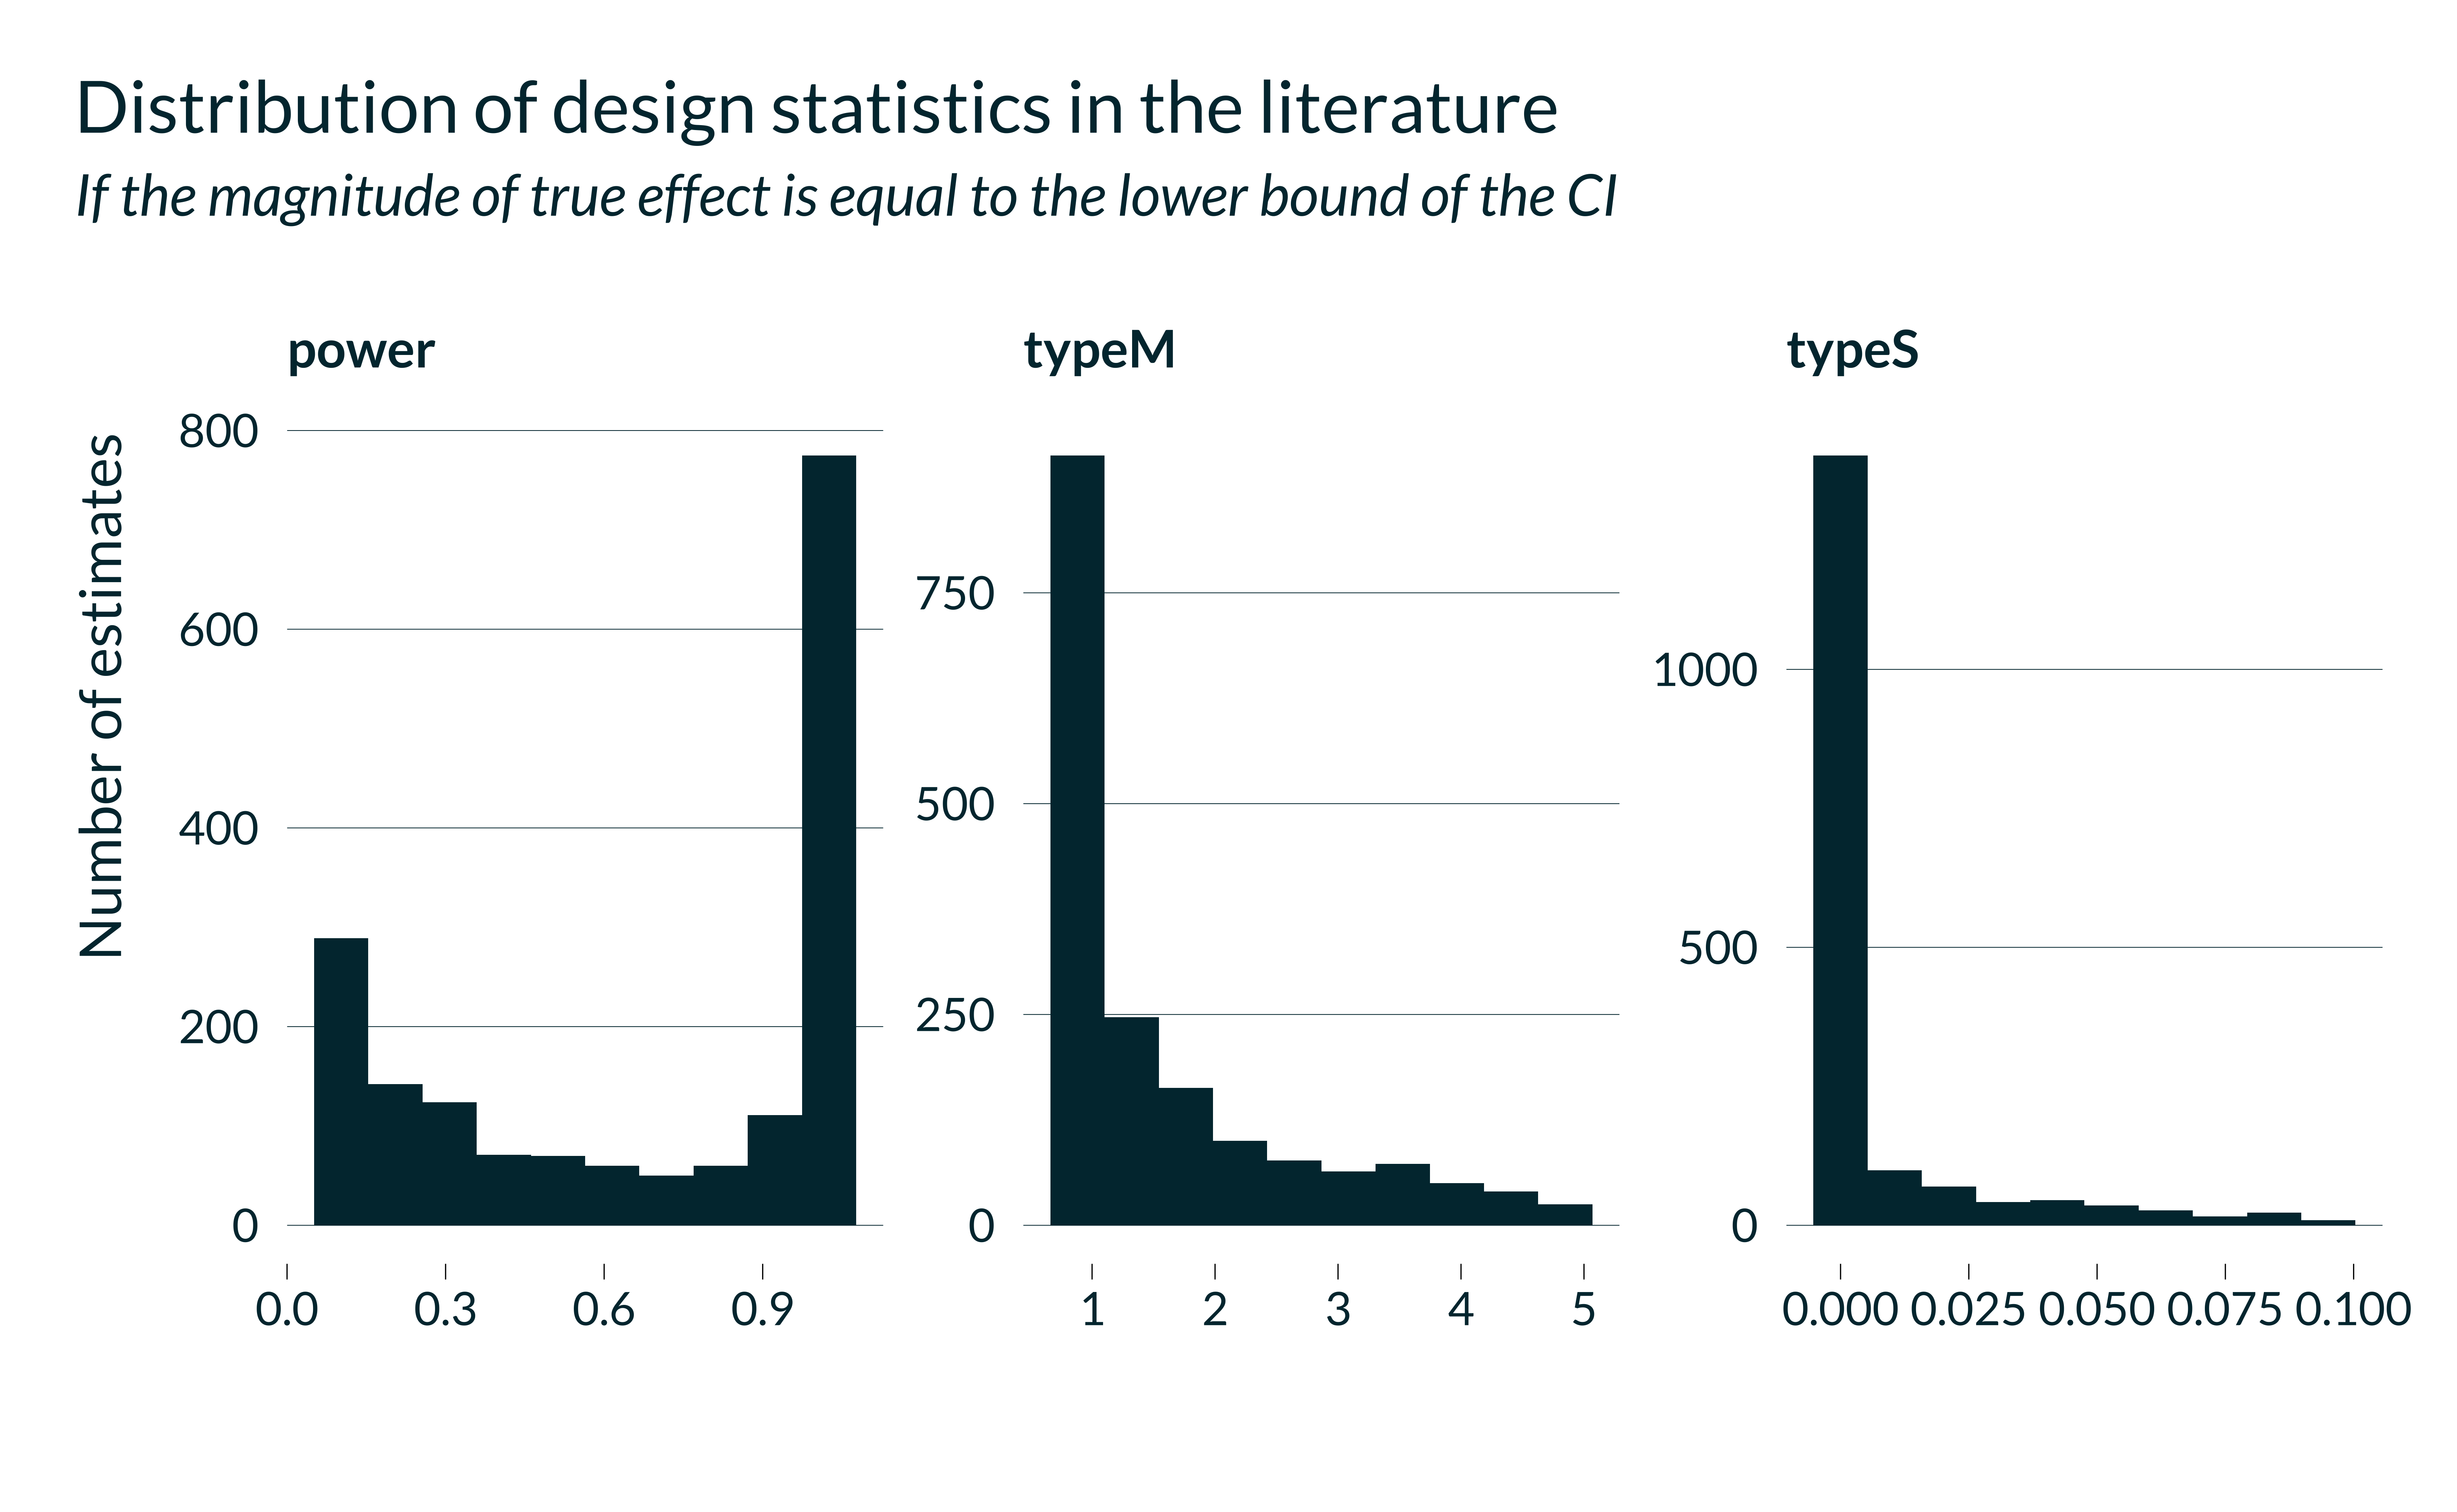 Distribution of design statistics in the literature
If the magnitude of true effect is equal to the lower bound of the CI
power
typeM
typeS
Number of estimates
800
600
400
200
0
750
500
250
0
1000
500
0
0.0 0.3 0.6 0.9
1 2 3 4 5
0.000 0.025 0.050 0.075 0.100